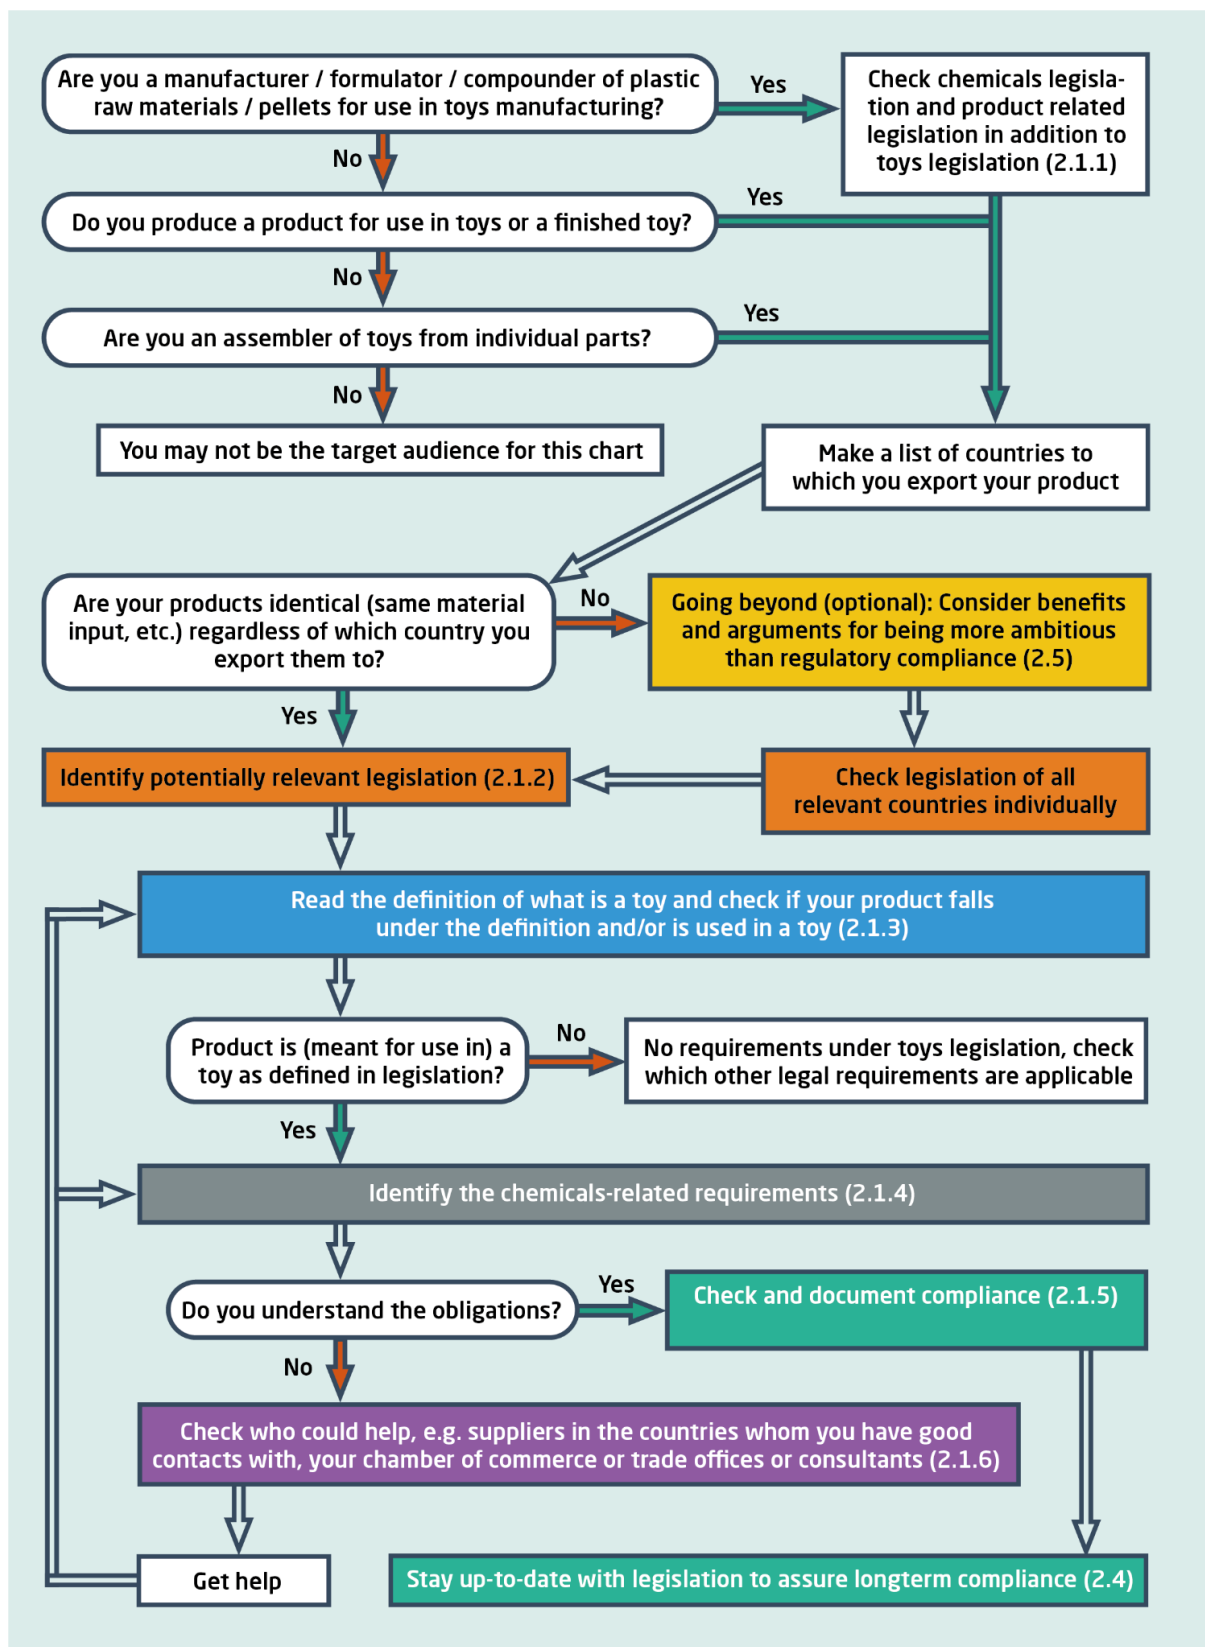 Are you a manufacturer / formulator / compounder of plastic
raw materials / pellets for use in toys manufacturing?
Yes
Check chemicals legisla-
tion and product related
legislation in addition to
toys legislation (2.1.1)
No
Do you produce a product for use in toys or a finished toy?
Yes
No
Are you an assembler of toys from individual parts?
Yes
No
You may not be the target audience for this chart
Make a list of countries to
which you export your product
Are your products identical (same material
input, etc.) regardless of which country you
export them to?
No
Going beyond (optional): Consider benefits
and arguments for being more ambitious
than regulatory compliance (2.5)
Yes
Identify potentially relevant legislation (2.1.2)
Check legislation of all
relevant countries individually
Read the definition of what is a toy and check if your product falls
under the definition and/or is used in a toy (2.1.3)
Product is (meant for use in) a
toy as defined in legislation?
No
No requirements under toys legislation, check
which other legal requirements are applicable
Yes
Identify the chemicals-related requirements (2.1.4)
Do you understand the obligations?
Yes
Check and document compliance (2.1.5)
No
Check who could help, e.g. suppliers in the countries whom you have good
contacts with, your chamber of commerce or trade offices or consultants (2.1.6)
Get help
Stay up-to-date with legislation to assure longterm compliance (2.4)